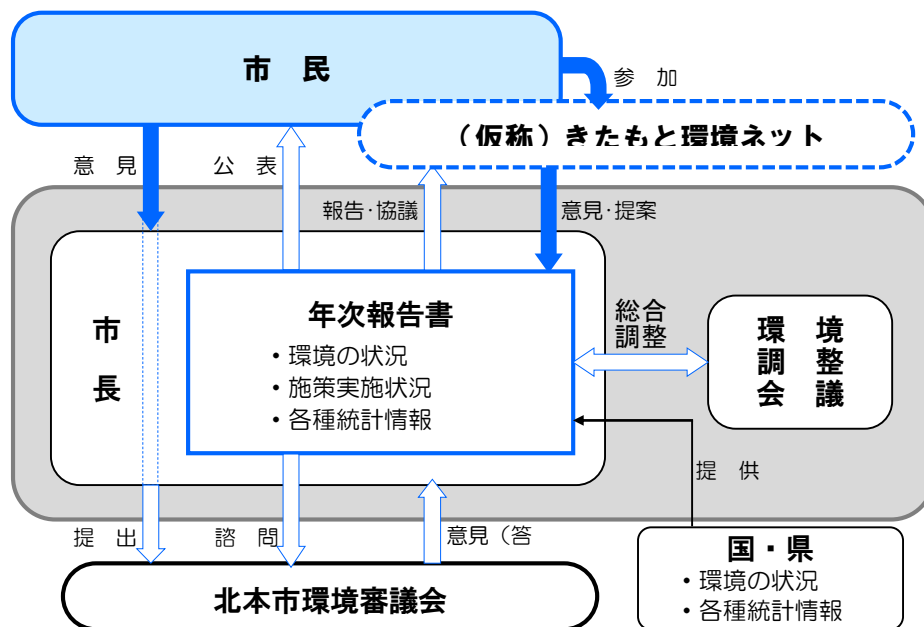 市 民
参 加
（仮称）きたもと環境ネット
意 見
公 表
報告・協議
意見・提案
市
長
年次報告書
・環境の状況
・施策実施状況
・各種統計情報
総合
調整
環 境
調 整
会 議
提 供
提 出
諮 問
意見（答
国・県
・環境の状況
・各種統計情報
北本市環境審議会